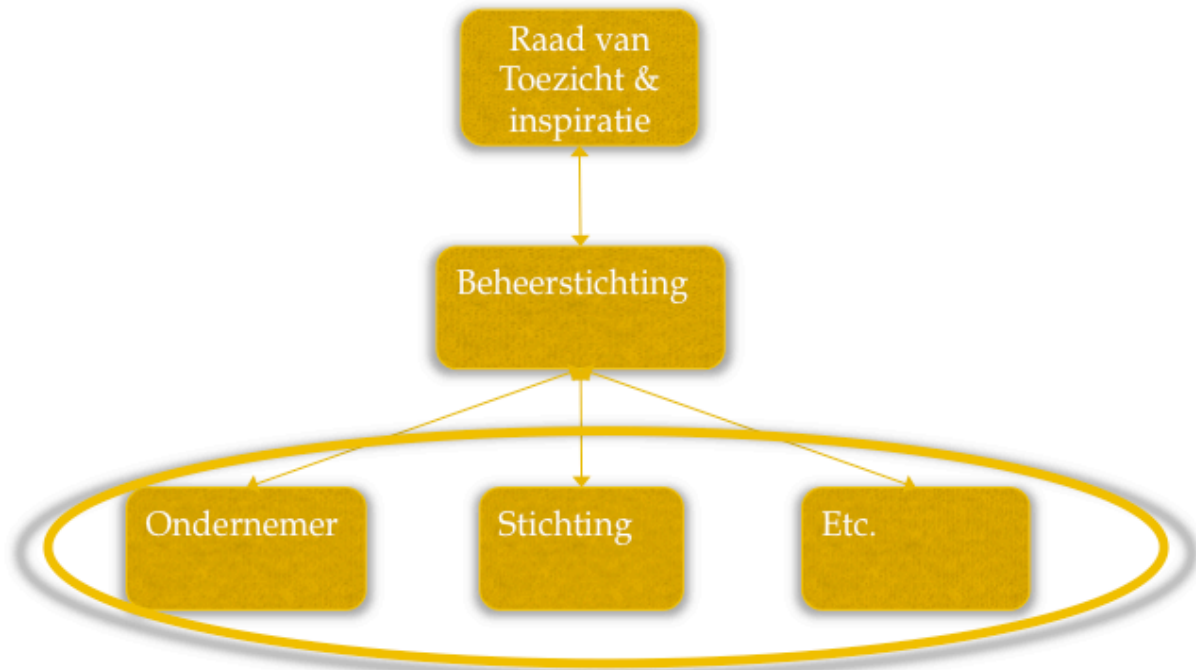 Raad van
Toezicht &
inspiratie
Beheerstichting
Ondernemer
Stichting
Etc.